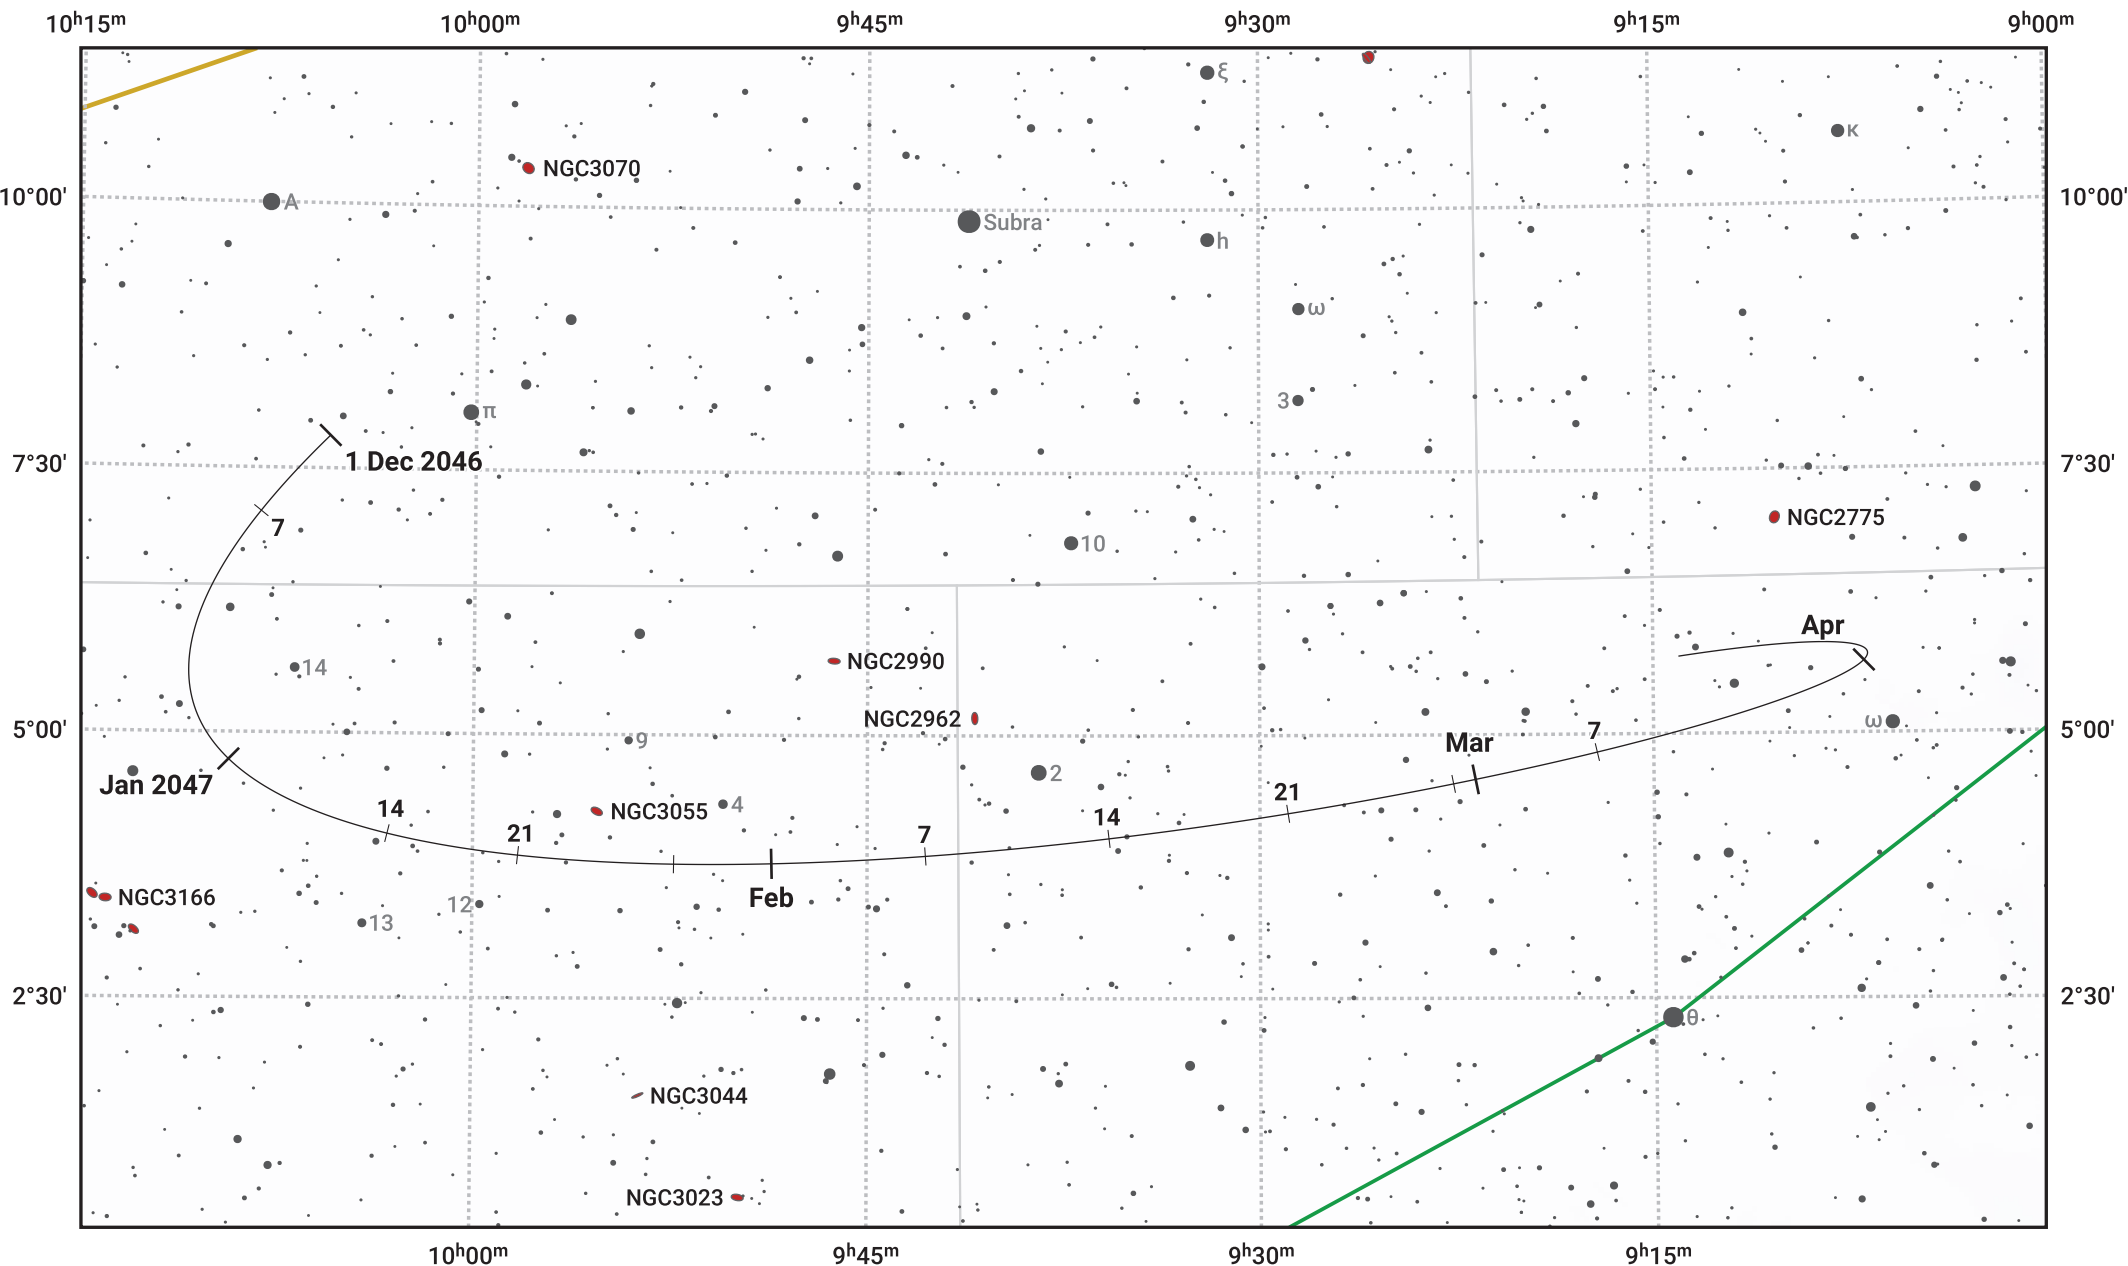 10ʰ15ᵐ 10ʰ00ᵐ 9ʰ45ᵐ 9ʰ30ᵐ 9ʰ15ᵐ 9ʰ00ᵐ
ξ
κ
NGC3070
10°00' 10°00'
A
Subra
h
ω
3
π
1 Dec 2046
7°30' 7°30'
7
NGC2775
10
Apr
14
NGC2990
NGC2962
ω
5°00' 5°00'
9
7
Mar
2
Jan 2047
21
4
14
NGC3055
14
21
7
Feb
NGC3166
12
13
2°30' 2°30'
θ
NGC3044
NGC3023
10ʰ00ᵐ 9ʰ45ᵐ 9ʰ30ᵐ 9ʰ15ᵐ